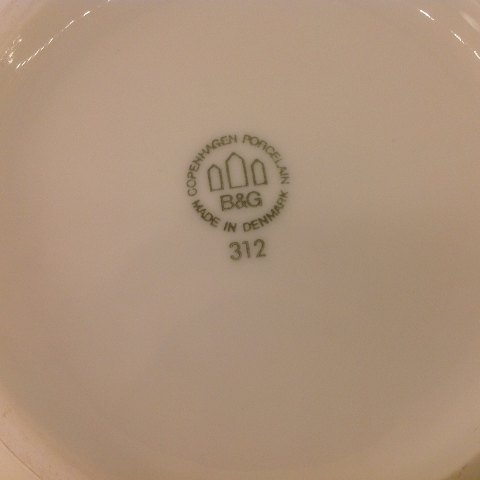 COPENHAGEN PORCELAIN
B&G
MADE IN DENMARK
312